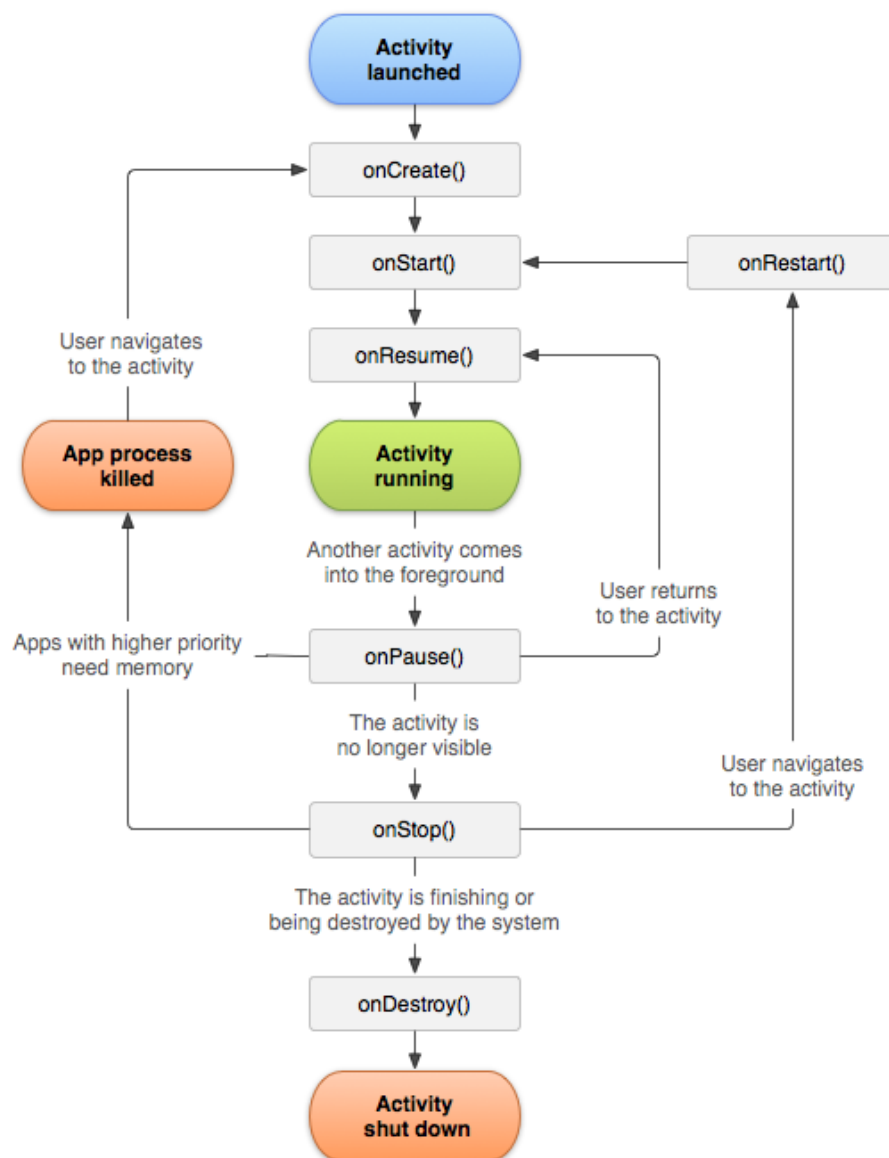 Activity
launched
onCreate()
onStart()
onRestart()
User navigates
to the activity
onResume()
App process
killed
Activity
running
Another activity comes
into the foreground
User returns
to the activity
Apps with higher priority
need memory
onPause()
The activity is
no longer visible
User navigates
to the activity
onStop()
The activity is finishing or
being destroyed by the system
onDestroy()
Activity
shut down